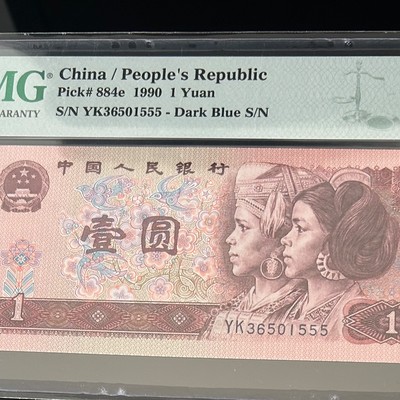 MG® China / People's Republic
Pick# 884e 1990 1 Yuan
ARANTY S/N YK36501555 - Dark Blue S/N
中国人民银行
壹圆
YK36501555
1 1